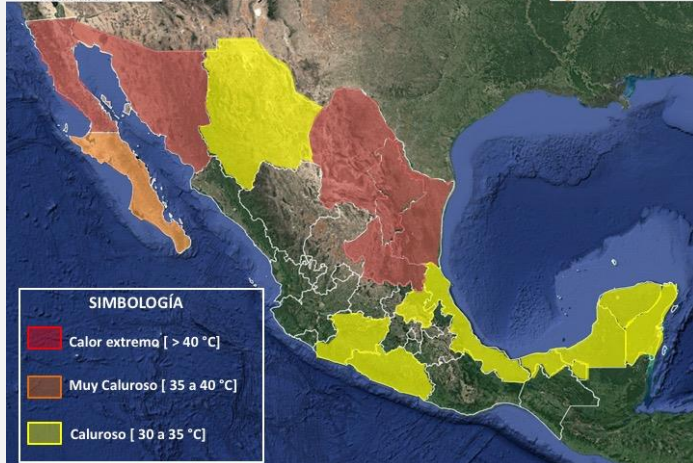 SIMBOLOGÍA
Calor extremo [ > 40 °C]
Muy Caluroso [ 35 a 40 °C]
Caluroso [ 30 a 35 °C]